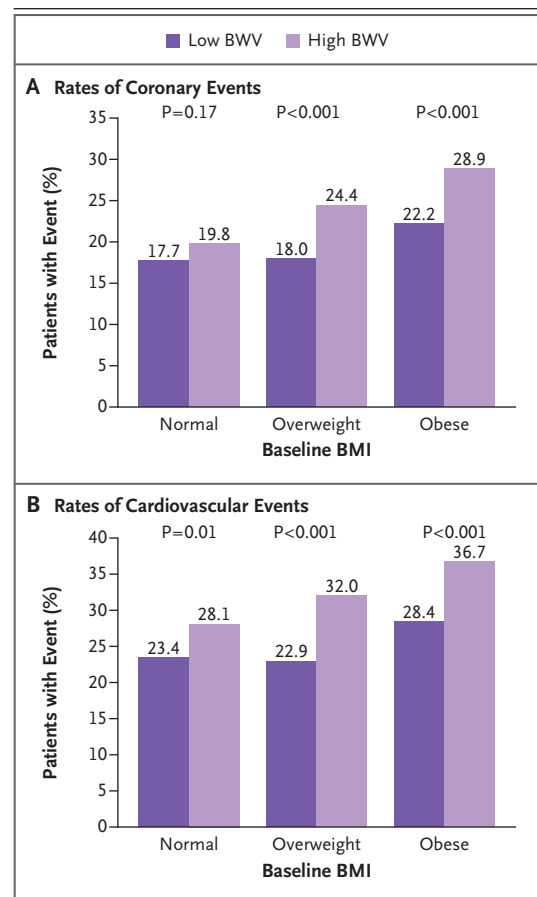 Low BWV High BWV
A Rates of Coronary Events
P=0.17 P<0.001 P<0.001
Patients with Event (%)
35
30
25
20
15
10
5
0
17.7 19.8 18.0 24.4 22.2 28.9
Normal Overweight Obese
Baseline BMI
B Rates of Cardiovascular Events
P=0.01 P<0.001 P<0.001
Patients with Event (%)
40
35
30
25
20
15
10
5
0
23.4 28.1 22.9 32.0 28.4 36.7
Normal Overweight Obese
Baseline BMI